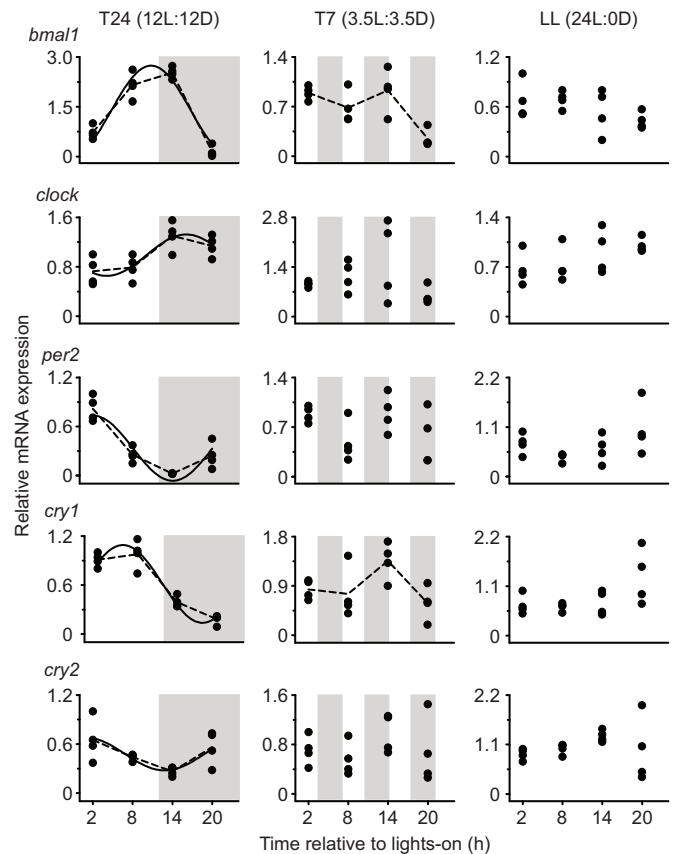 T24 (12L:12D) T7 (3.5L:3.5D) LL (24L:0D)
bmal1
3.0 1.4 1.2
1.5 0.7 0.6
0 0 0
clock
1.6 2.8 1.4
0.8 1.4 0.7
0 0 0
per2
1.2 1.4 2.2
0.6 0.7 1.1
0 0 0
cry1
1.2 1.8 2.2
0.6 0.9 1.1
0 0 0
cry2
1.2 1.6 2.2
0.6 0.8 1.1
0 0 0
2 8 14 20 2 8 14 20 2 8 14 20
Time relative to lights-on (h)
Relative mRNA expression